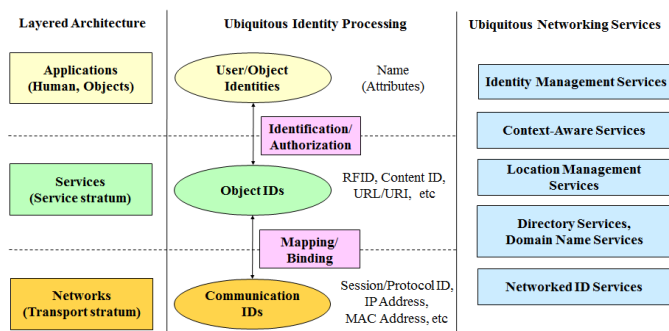 Layered Architecture
Applications
(Human, Objects)
Services
(Service stratum)
Networks
(Transport stratum)
Ubiquitous Identity Processing
User/Object
Identities
Name
(Attributes)
Identification/
Authorization
Object IDs
RFID, Content ID,
URL/URI, etc
Mapping/
Binding
Communication
IDs
Session/Protocol ID,
IP Address,
MAC Address, etc
Ubiquitous Networking Services
Identity Management Services
Context-Aware Services
Location Management
Services
Directory Services,
Domain Name Services
Networked ID Services